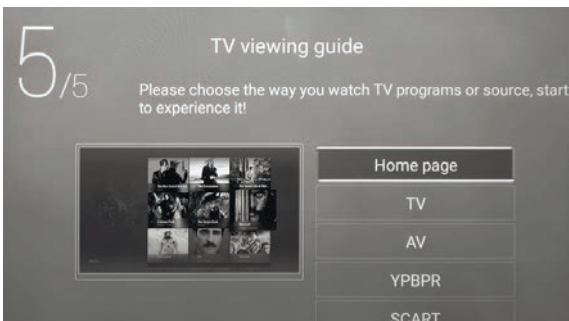 5/5
TV viewing guide
Please choose the way you watch TV programs or source, start
to experience it!
Home page
TV
AV
YPBPR
SCART